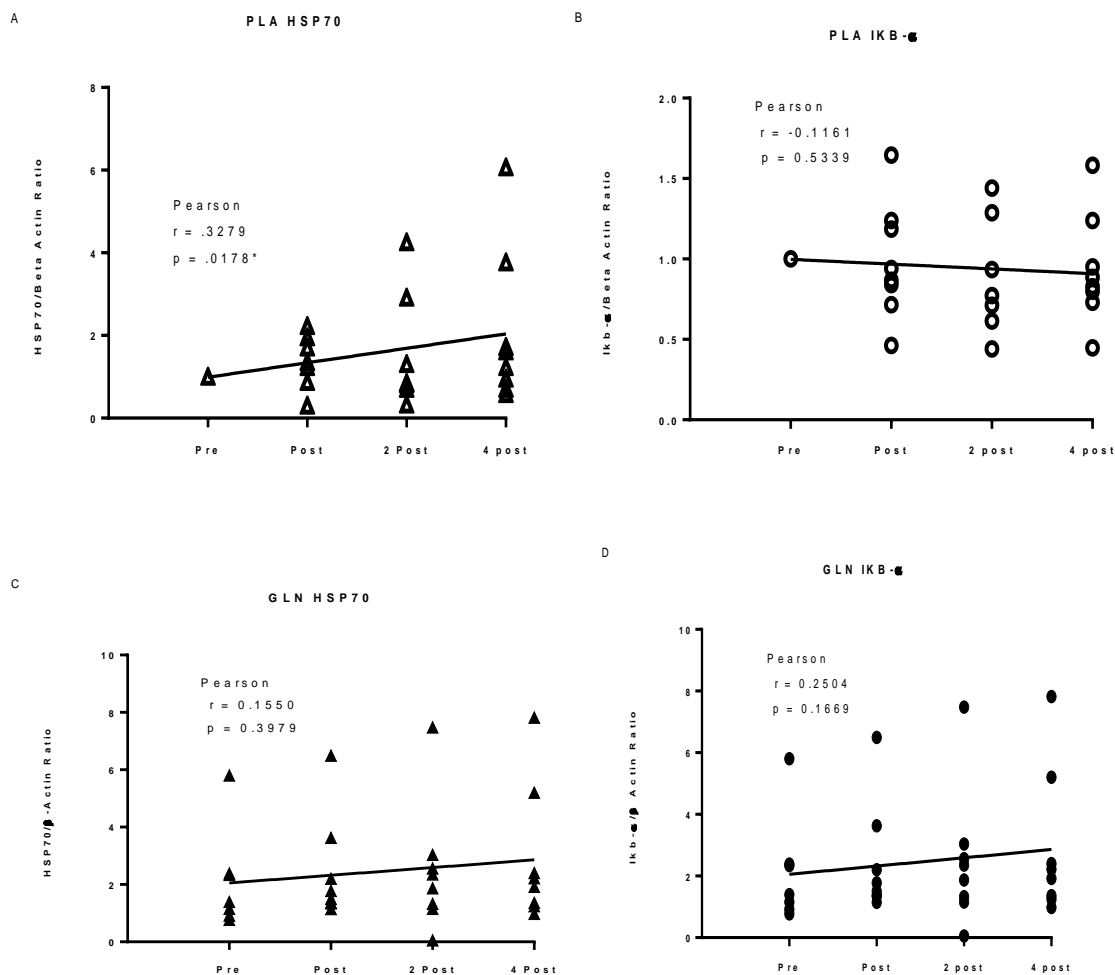 A
PLA HSP70
HSP70/Beta Actin Ratio
8
6
4
2
0
Pearson
r = .3279
p = .0178*
Pre
Post
2 Post
4 post
B
PLA IKB-α
Ikb-α/Beta Actin Ratio
2.0
1.5
1.0
0.5
0.0
Pearson
r = -0.1161
p = 0.5339
Pre
Post
2 post
4 post
C
GLN HSP70
HSP70/β-Actin Ratio
10
8
6
4
2
0
Pearson
r = 0.1550
p = 0.3979
Pre
Post
2 Post
4 Post
D
GLN IKB-α
Ikb-α/β Actin Ratio
10
8
6
4
2
0
Pearson
r = 0.2504
p = 0.1669
Pre
Post
2 post
4 post